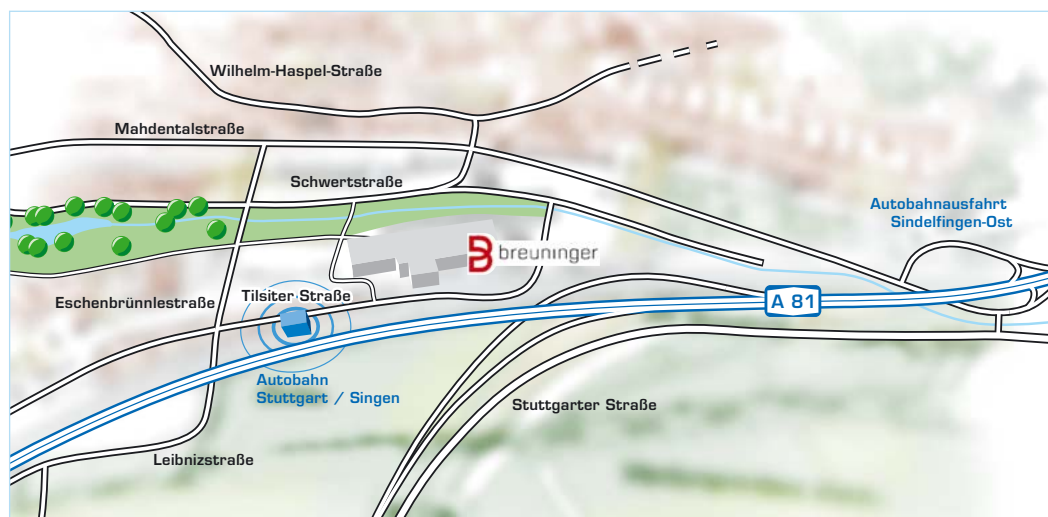 Wilhelm-Haspel-Straße
Mahdentalstraße
Schwertstraße
Autobahnausfahrt
Sindelfingen-Ost
breuninger
Eschenbrünnlestraße
Tilsiter Straße
A 81
Autobahn
Stuttgart / Singen
Stuttgarter Straße
Leibnizstraße